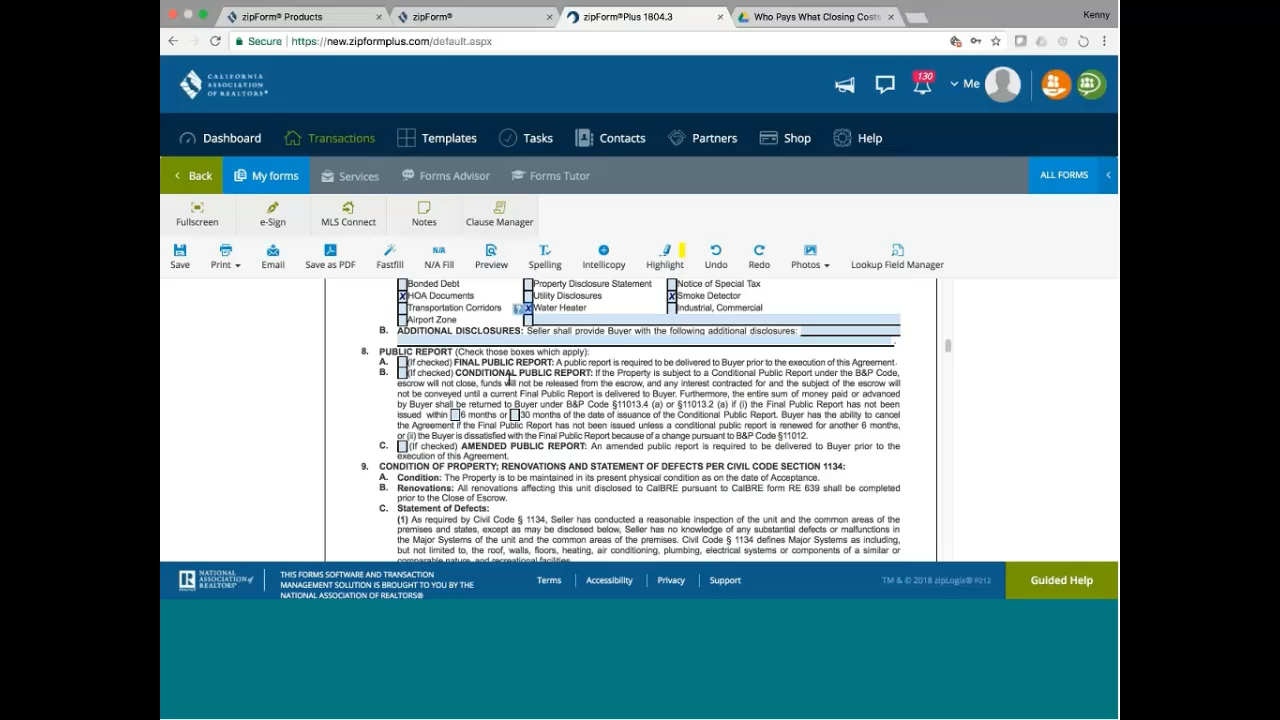 zipForm® Products
zipForm®
zipForm®Plus 1804.3
Who Pays What Closing Costs
Kenny
Secure https://new.zipformplus.com/default.aspx
CALIFORNIA
ASSOCIATION
OF REALTORS®
130
Me
Dashboard
Transactions
Templates
Tasks
Contacts
Partners
Shop
Help
Back
My forms
Services
Forms Advisor
Forms Tutor
ALL FORMS
Fullscreen
e-Sign
MLS Connect
Notes
Clause Manager
N/A
Save
Print
Email
Save as PDF
Fastfill
N/A Fill
Preview
Spelling
Intellicopy
Highlight
Undo
Redo
Photos
Lookup Field Manager
Bonded Debt Property Disclosure Statement Notice of Special Tax
X HOA Documents Utility Disclosures X Smoke Detector
Transportation Corridors X Water Heater Industrial, Commercial
Airport Zone
B. ADDITIONAL DISCLOSURES: Seller shall provide Buyer with the following additional disclosures:
.
8. PUBLIC REPORT (Check those boxes which apply):
A. (If checked) FINAL PUBLIC REPORT: A public report is required to be delivered to Buyer prior to the execution of this Agreement.
B. (If checked) CONDITIONAL PUBLIC REPORT: If the Property is subject to a Conditional Public Report under the B&P Code,
escrow will not close, funds will not be released from the escrow, and any interest contracted for and the subject of the escrow will
not be conveyed until a current Final Public Report is delivered to Buyer. Furthermore, the entire sum of money paid or advanced
by Buyer shall be returned to Buyer under B&P Code §11013.4 (a) or §11013.2 (a) if (i) the Final Public Report has not been
issued within 6 months or 30 months of the date of issuance of the Conditional Public Report. Buyer has the ability to cancel
the Agreement if the Final Public Report has not been issued unless a conditional public report is renewed for another 6 months,
or (ii) the Buyer is dissatisfied with the Final Public Report because of a change pursuant to B&P Code §11012.
C. (If checked) AMENDED PUBLIC REPORT: An amended public report is required to be delivered to Buyer prior to the
execution of this Agreement.
9. CONDITION OF PROPERTY; RENOVATIONS AND STATEMENT OF DEFECTS PER CIVIL CODE SECTION 1134:
A. Condition: The Property is to be maintained in its present physical condition as on the date of Acceptance.
B. Renovations: All renovations affecting this unit disclosed to CalBRE pursuant to CalBRE form RE 639 shall be completed
prior to the Close of Escrow.
C. Statement of Defects:
(1) As required by Civil Code § 1134, Seller has conducted a reasonable inspection of the unit and the common areas of the
premises and states, except as may be disclosed below, Seller has no knowledge of any substantial defects or malfunctions in
the Major Systems of the unit and the common areas of the premises. Civil Code § 1134 defines Major Systems as including,
but not limited to, the roof, walls, floors, heating, air conditioning, plumbing, electrical systems or components of a similar or
comparable nature, and recreational facilities.
NATIONAL
ASSOCIATION of
REALTORS®
THIS FORMS SOFTWARE AND TRANSACTION
MANAGEMENT SOLUTION IS BROUGHT TO YOU BY THE
NATIONAL ASSOCIATION OF REALTORS®
Terms
Accessibility
Privacy
Support
TM & © 2018 zipLogix® P212
Guided Help